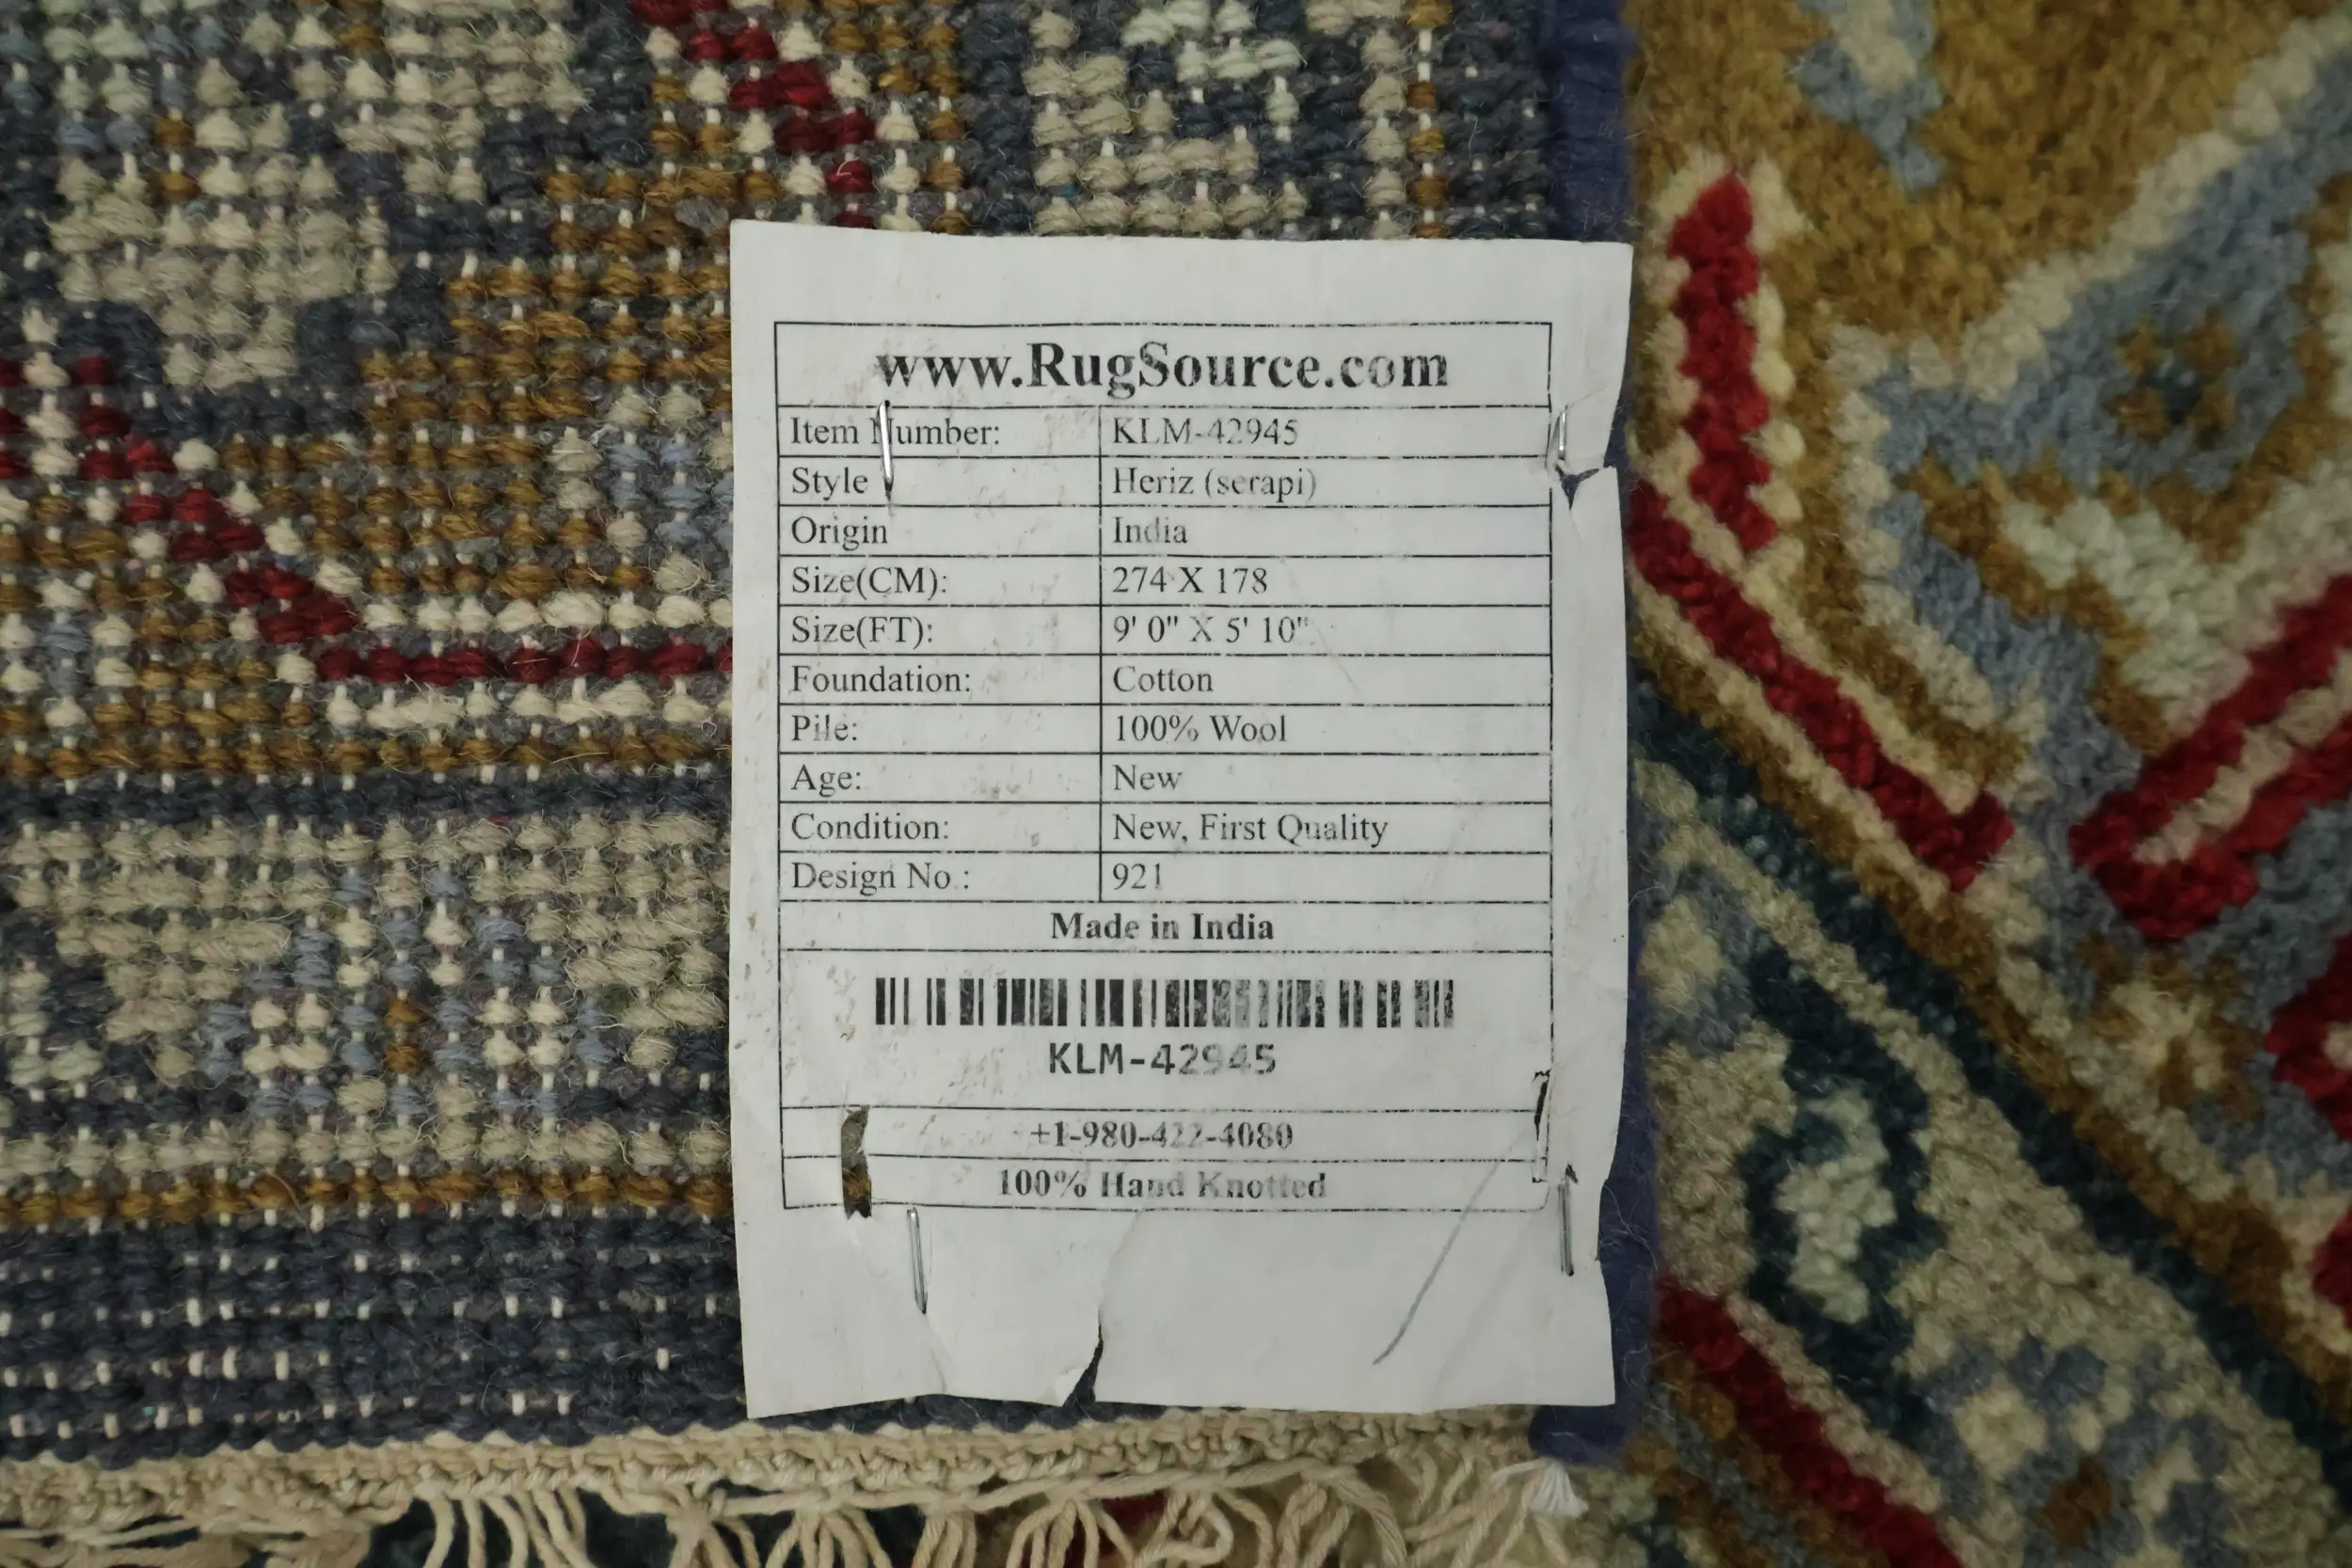 www.RugSource.com
Item Number: KLM-42945
Style Heriz (serapi)
Origin India
Size(CM): 274 X 178
Size(FT): 9' 0" X 5' 10"
Foundation: Cotton
Pile: 100% Wool
Age: New
Condition: New, First Quality
Design No.: 921
Made in India
KLM-42945
+1-980-422-4080
100% Hand Knotted